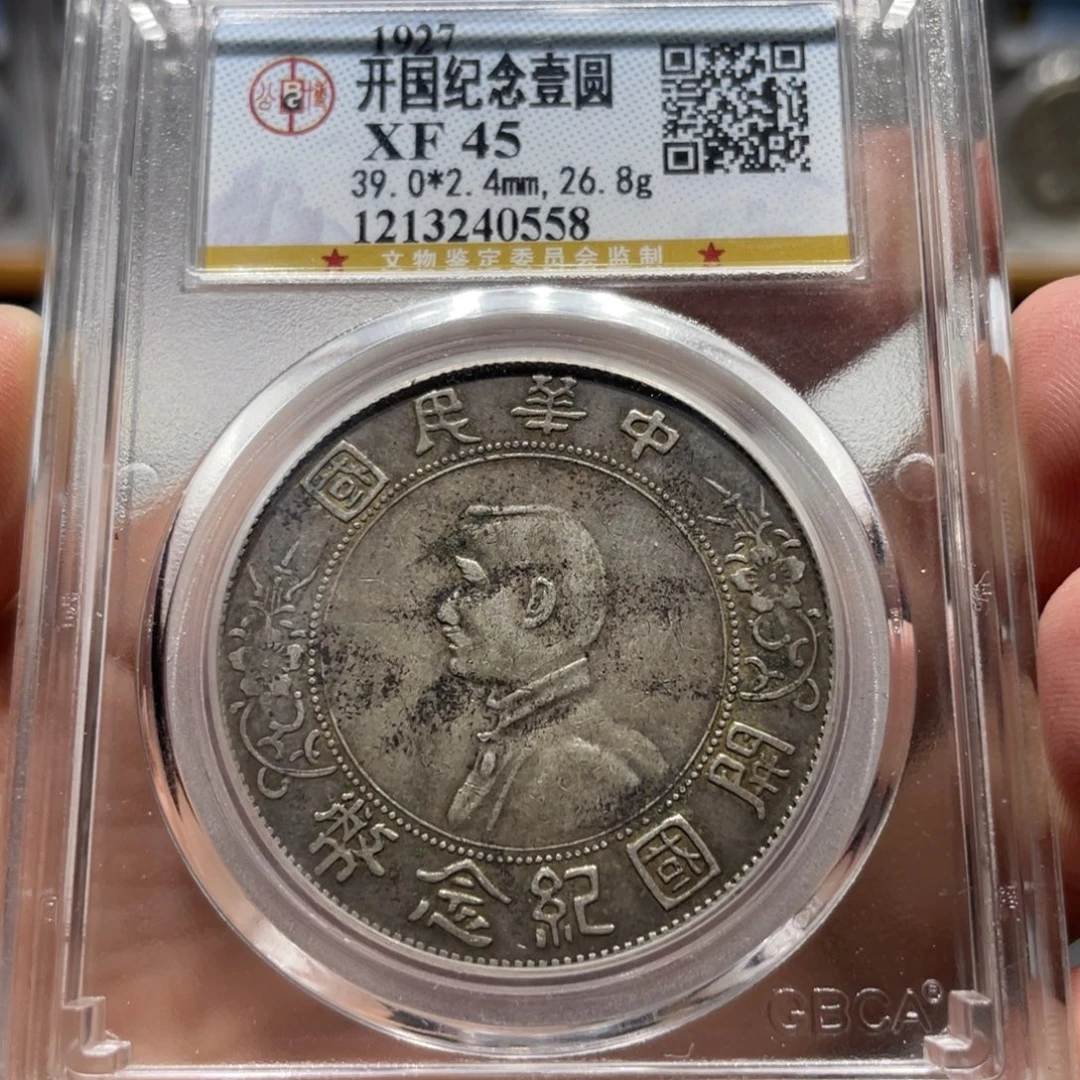 1927
开国纪念壹圆
XF 45
39.0*2.4mm,26.8g
1213240558
文物鉴定委员会监制
中華民國
開國紀念幣
GBCA®